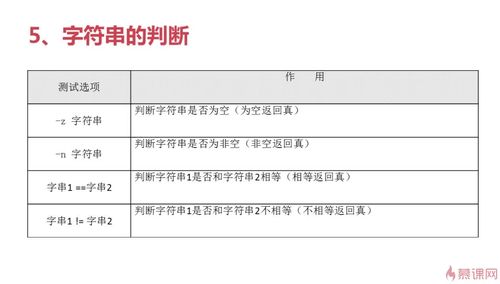 5、字符串的判断
测试选项 作 用
-z 字符串 判断字符串是否为空（为空返回真）
-n 字符串 判断字符串是否为非空（非空返回真）
字串1 ==字串2 判断字符串1是否和字符串2相等（相等返回真）
字串1 != 字串2 判断字符串1是否和字符串2不相等（不相等返回真）
慕课网